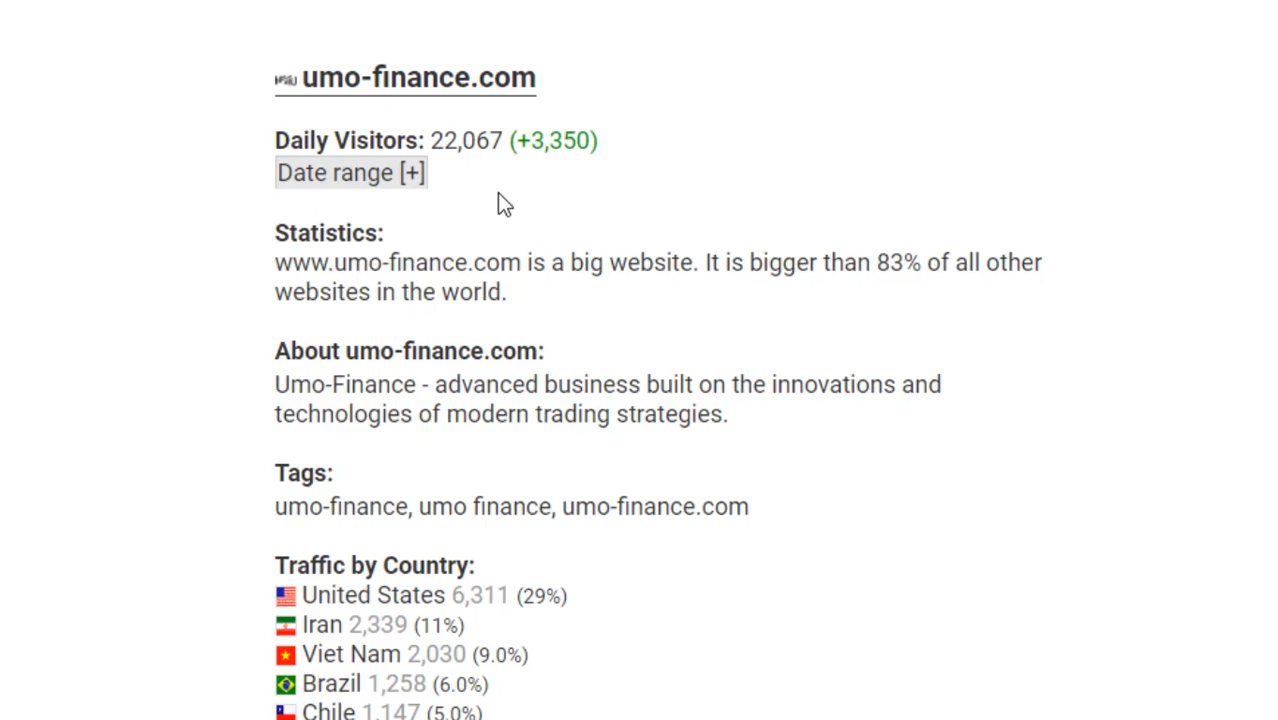 umo-finance.com
Daily Visitors: 22,067 (+3,350)
Date range [+]
Statistics:
www.umo-finance.com is a big website. It is bigger than 83% of all other
websites in the world.
About umo-finance.com:
Umo-Finance - advanced business built on the innovations and
technologies of modern trading strategies.
Tags:
umo-finance, umo finance, umo-finance.com
Traffic by Country:
United States 6,311 (29%)
Iran 2,339 (11%)
Viet Nam 2,030 (9.0%)
Brazil 1,258 (6.0%)
Chile 1,147 (5.0%)